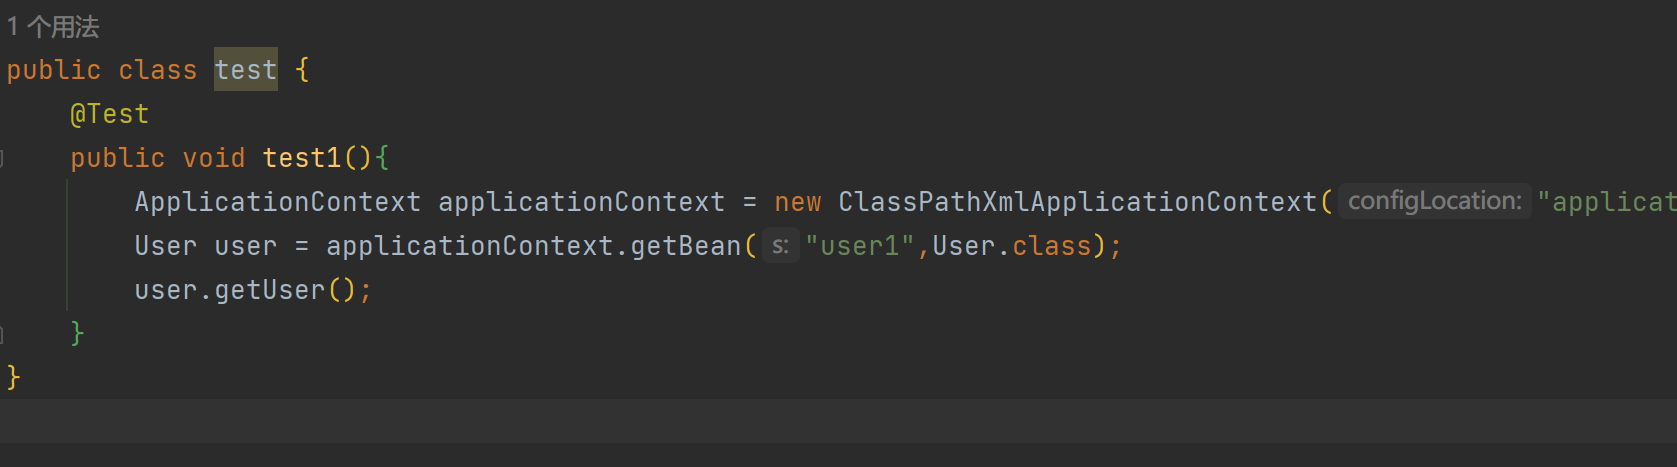 1 个用法
public class test {
@Test
public void test1(){
ApplicationContext applicationContext = new ClassPathXmlApplicationContext( configLocation: "applicat
User user = applicationContext.getBean( s: "user1",User.class);
user.getUser();
}
}